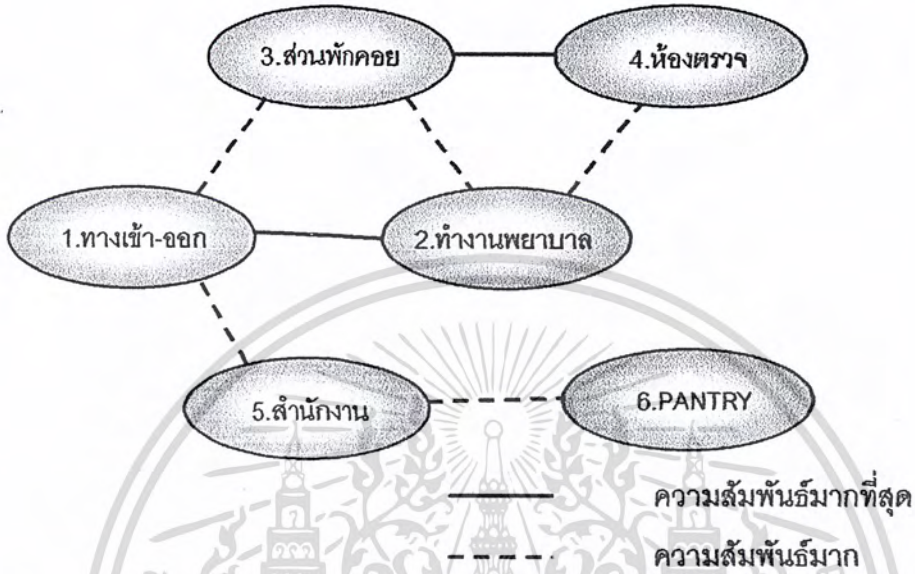 3.ส่วนพักคอย
4.ห้องตรวจ
1.ทางเข้า-ออก
2.ทำงานพยาบาล
5.สำนักงาน
6.PANTRY
ความสัมพันธ์มากที่สุด
ความสัมพันธ์มาก